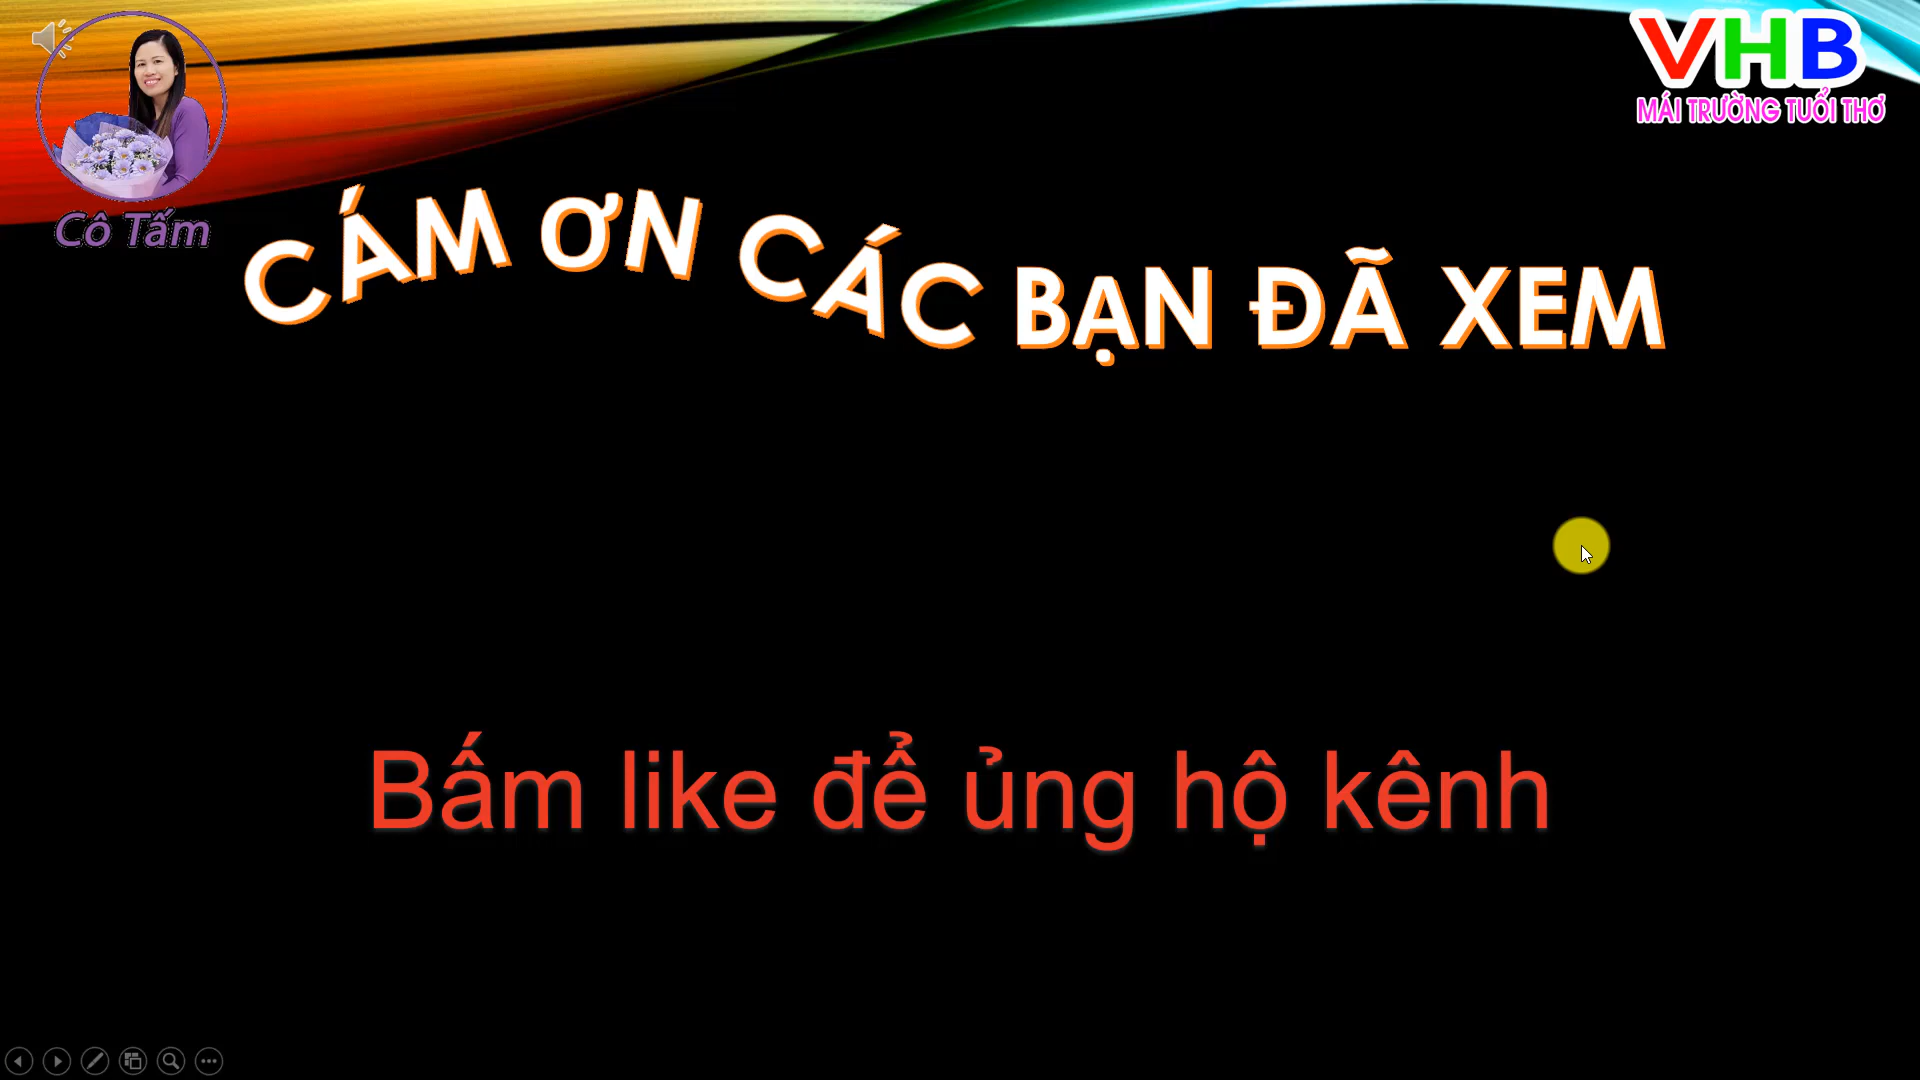 VHB
MÁI TRƯỜNG TUỔI THƠ
Cô Tấm
CÁM ƠN CÁC BẠN ĐÃ XEM
Bấm like để ủng hộ kênh